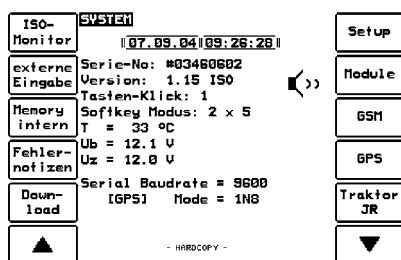 ISO-
Monitor
externe
Eingabe
Memory
intern
Fehler-
notizen
Down-
load
SYSTEM
07.09.04 09:26:28
Serie-No: #03460602
Version: 1.15 ISO
Tasten-Klick: 1
Softkey Modus: 2 x 5
T = 33 ºC
Ub = 12.1 V
Uz = 12.0 V
Serial Baudrate = 9600
[GPS] Mode = 1N8
- HARDCOPY -
Setup
Module
GSM
GPS
Traktor
JR